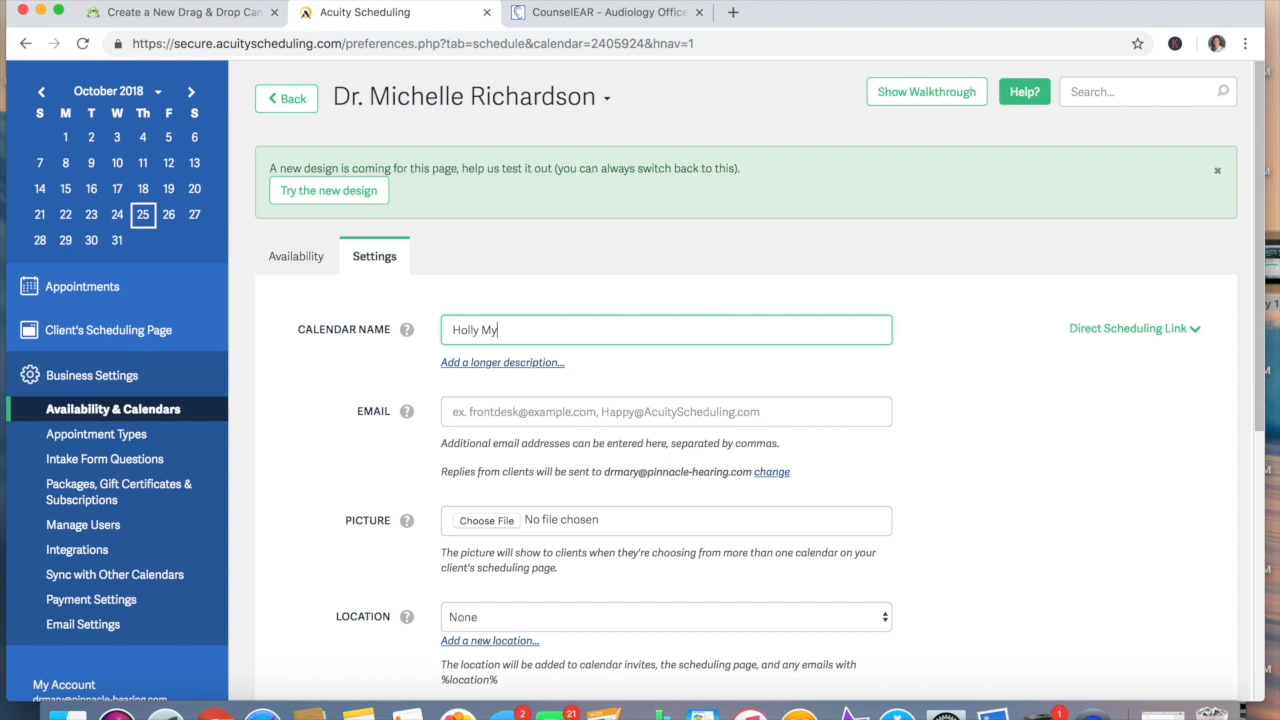 Create a New Drag & Drop Cam
Acuity Scheduling
CounselEAR - Audiology Office
https://secure.acuityscheduling.com/preferences.php?tab=schedule&calendar=2405924&hnav=1
October 2018
S M T W Th F S
1 2 3 4 5 6
7 8 9 10 11 12 13
14 15 16 17 18 19 20
21 22 23 24 25 26 27
28 29 30 31
Appointments
Client's Scheduling Page
Business Settings
Availability & Calendars
Appointment Types
Intake Form Questions
Packages, Gift Certificates &
Subscriptions
Manage Users
Integrations
Sync with Other Calendars
Payment Settings
Email Settings
My Account
drmary@pinnacle-hearing.com
Back
Dr. Michelle Richardson
Show Walkthrough
Help?
Search...
A new design is coming for this page, help us test it out (you can always switch back to this).
Try the new design
Availability
Settings
CALENDAR NAME ?
Holly My
Direct Scheduling Link
Add a longer description...
EMAIL ?
ex. frontdesk@example.com, Happy@AcuityScheduling.com
Additional email addresses can be entered here, separated by commas.
Replies from clients will be sent to drmary@pinnacle-hearing.com change
PICTURE ?
Choose File No file chosen
The picture will show to clients when they're choosing from more than one calendar on your
client's scheduling page.
LOCATION ?
None
Add a new location...
The location will be added to calendar invites, the scheduling page, and any emails with
%location%
2
21
1